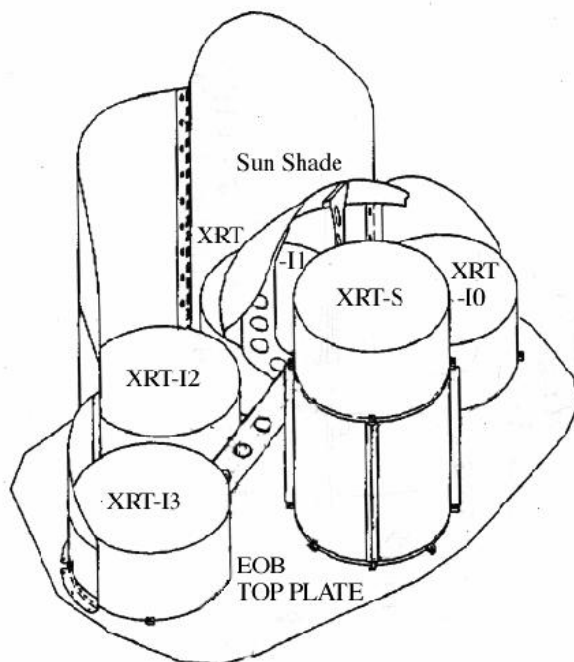 Sun Shade
XRT
-I1
XRT-S
XRT
-I0
XRT-I2
XRT-I3
EOB
TOP PLATE